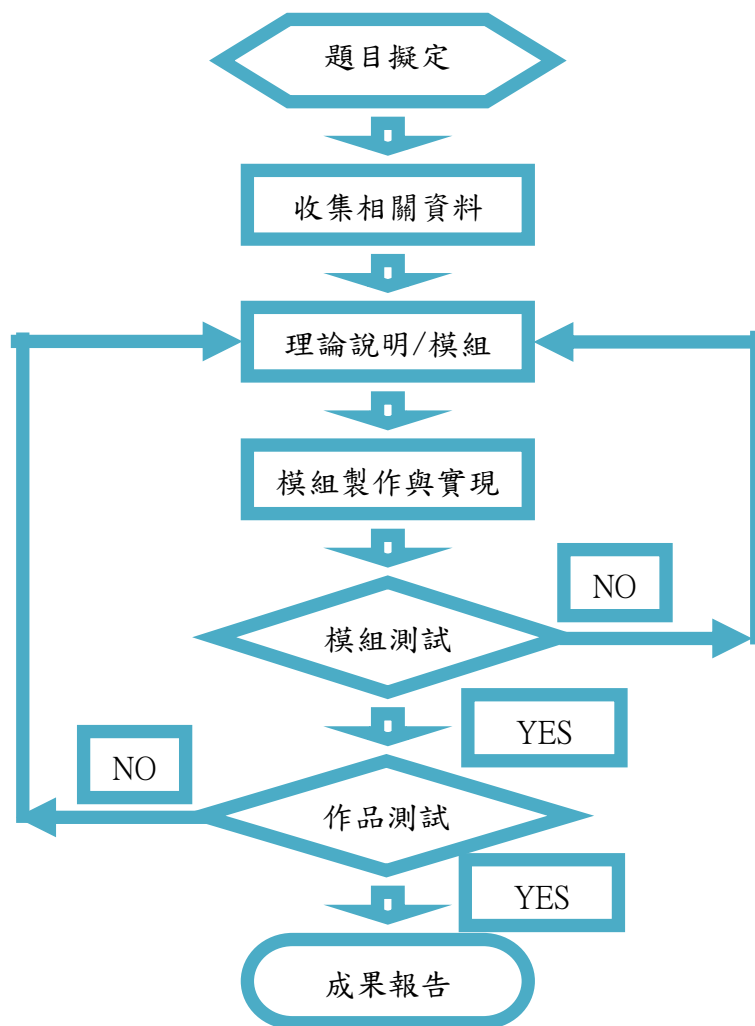 題目擬定
收集相關資料
理論說明/模組
模組製作與實現
NO
模組測試
YES
NO
作品測試
YES
成果報告